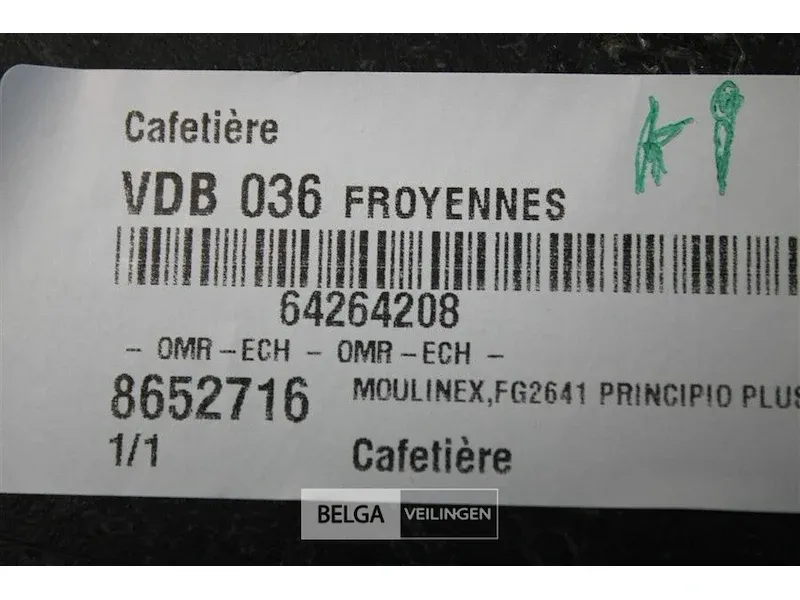 Cafetière
K9
VDB 036 FROYENNES
64264208
- OMR-ECH - OMR-ECH -
8652716 MOULINEX,FG2641 PRINCIPIO PLUS
1/1 Cafetière
BELGA VEILINGEN